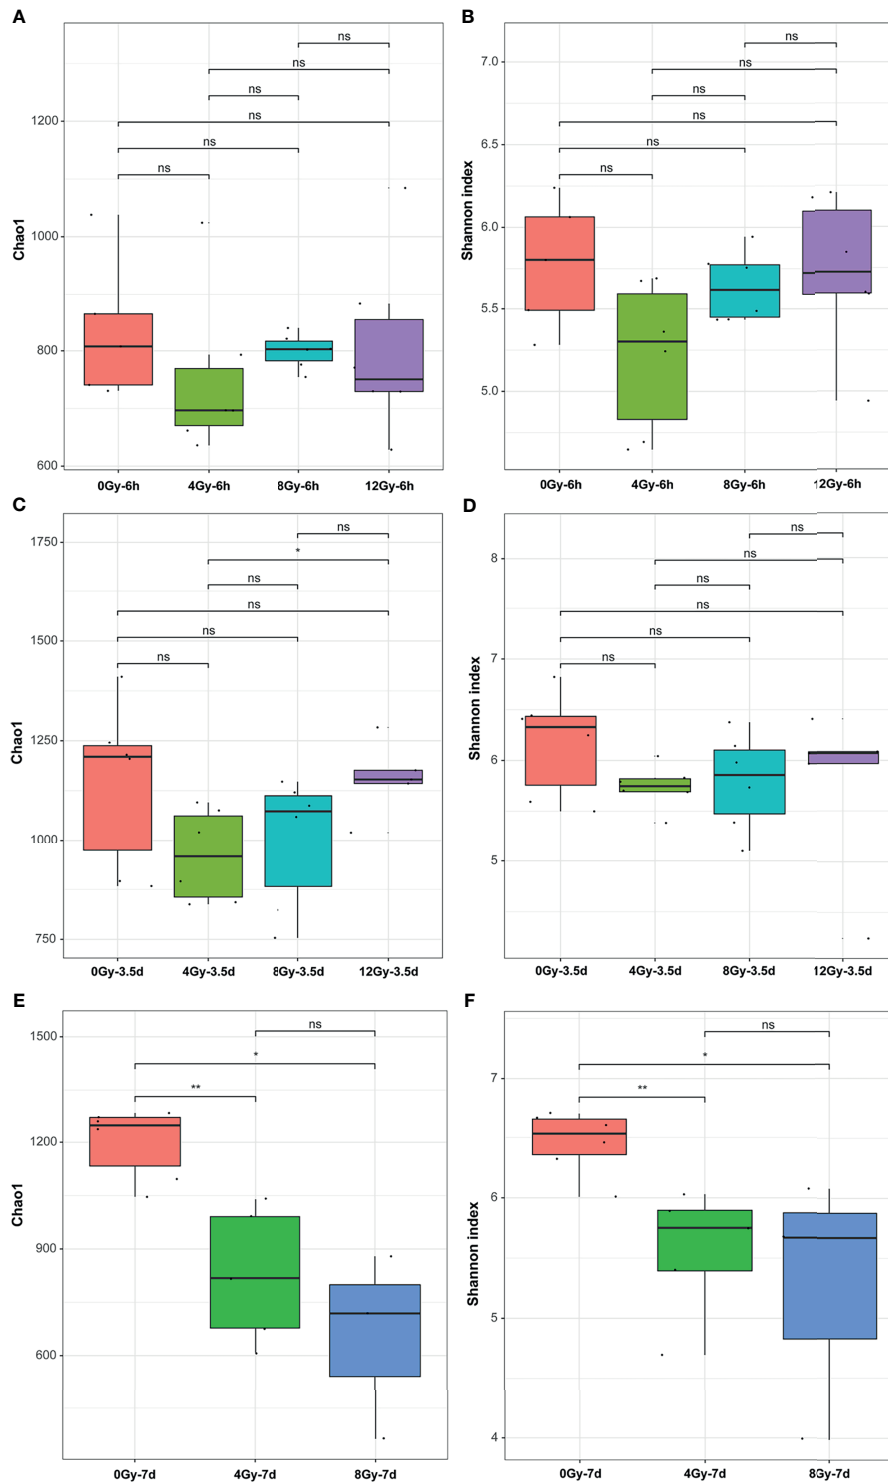 A
B
ns
ns
ns
ns
ns
ns
Chao1
1200
1000
800
600
0Gy-6h 4Gy-6h 8Gy-6h 12Gy-6h
ns
ns
ns
ns
ns
ns
Shannon index
7.0
6.5
6.0
5.5
5.0
0Gy-6h 4Gy-6h 8Gy-6h 12Gy-6h
C
D
ns
*
ns
ns
ns
ns
Chao1
1750
1500
1250
1000
750
0Gy-3.5d 4Gy-3.5d 8Gy-3.5d 12Gy-3.5d
ns
ns
ns
ns
ns
ns
Shannon index
8
7
6
5
0Gy-3.5d 4Gy-3.5d 8Gy-3.5d 12Gy-3.5d
E
F
ns
*
**
Chao1
1500
1200
900
600
0Gy-7d 4Gy-7d 8Gy-7d
ns
*
**
Shannon index
7
6
5
4
0Gy-7d 4Gy-7d 8Gy-7d